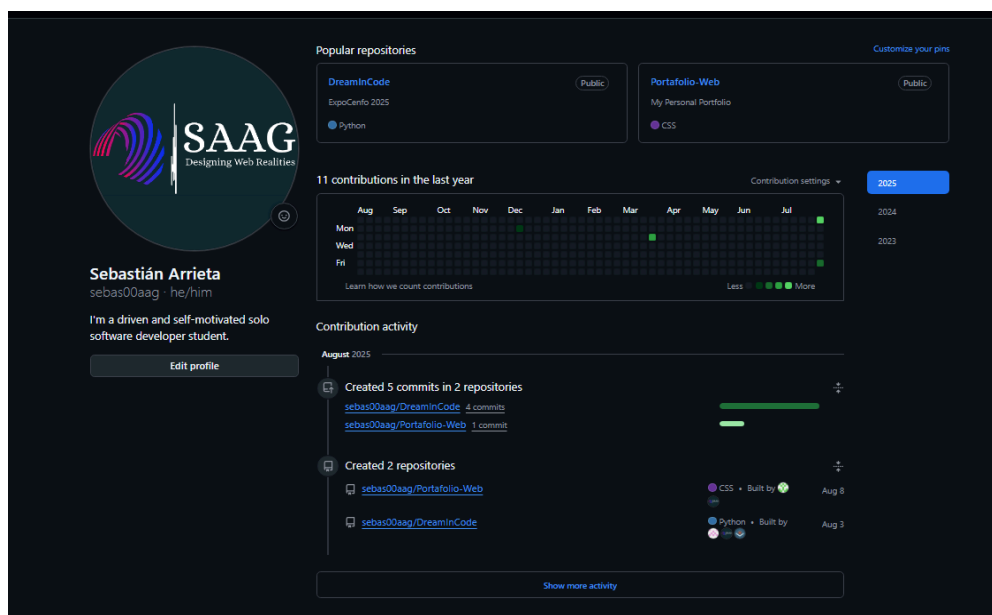 SAAG
Designing Web Realities
Sebastián Arrieta
sebas00aag · he/him
I'm a driven and self-motivated solo
software developer student.
Edit profile
Popular repositories
Customize your pins
DreamInCode
Public
ExpoCenfo 2025
Python
Portafolio-Web
Public
My Personal Portfolio
CSS
11 contributions in the last year
Contribution settings
2025
2024
2023
Aug Sep Oct Nov Dec Jan Feb Mar Apr May Jun Jul
Mon
Wed
Fri
Learn how we count contributions
Less More
Contribution activity
August 2025
Created 5 commits in 2 repositories
sebas00aag/DreamInCode 4 commits
sebas00aag/Portafolio-Web 1 commit
Created 2 repositories
sebas00aag/Portafolio-Web
CSS • Built by
Aug 8
sebas00aag/DreamInCode
Python • Built by
Aug 3
Show more activity